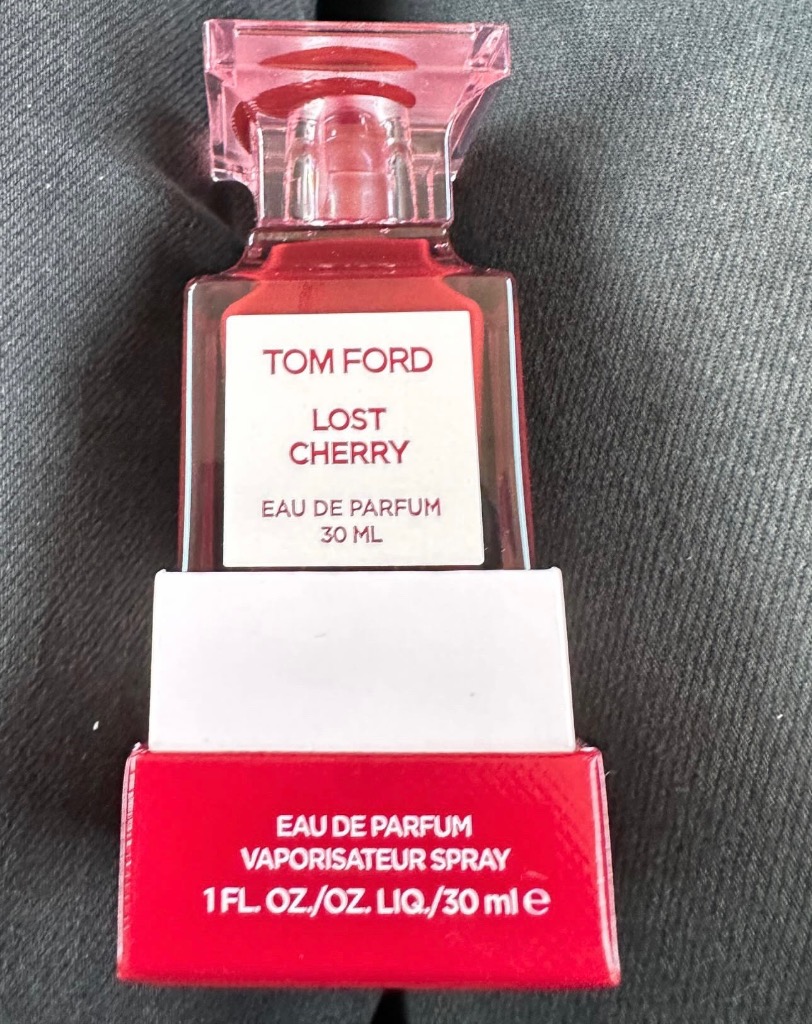 TOM FORD
LOST
CHERRY
EAU DE PARFUM
30 ML
EAU DE PARFUM
VAPORISATEUR SPRAY
1 FL. OZ./OZ. LIQ./30 ml ℮